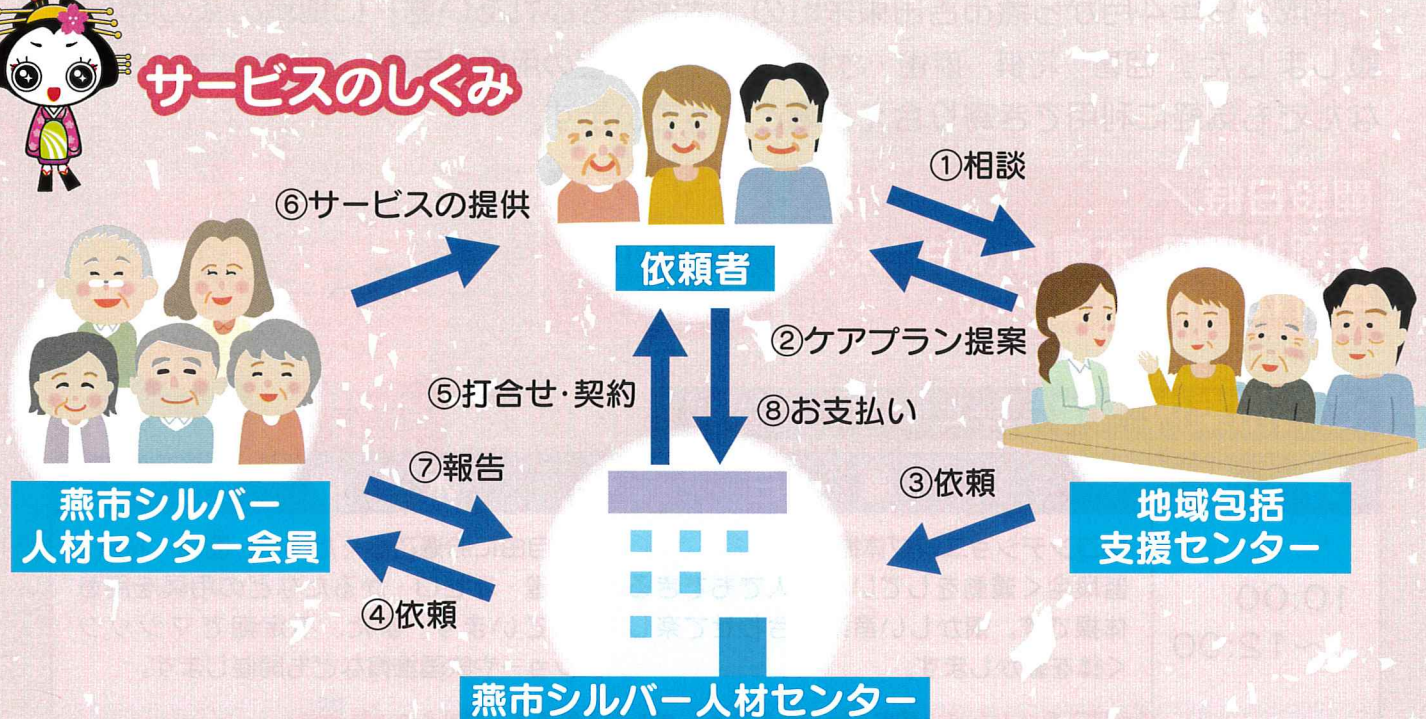 サービスのしくみ
①相談
⑥サービスの提供
依頼者
②ケアプラン提案
⑤打合せ・契約
⑧お支払い
⑦報告
③依頼
燕市シルバー
人材センター会員
地域包括
支援センター
④依頼
燕市シルバー人材センター
10:00
～12:00